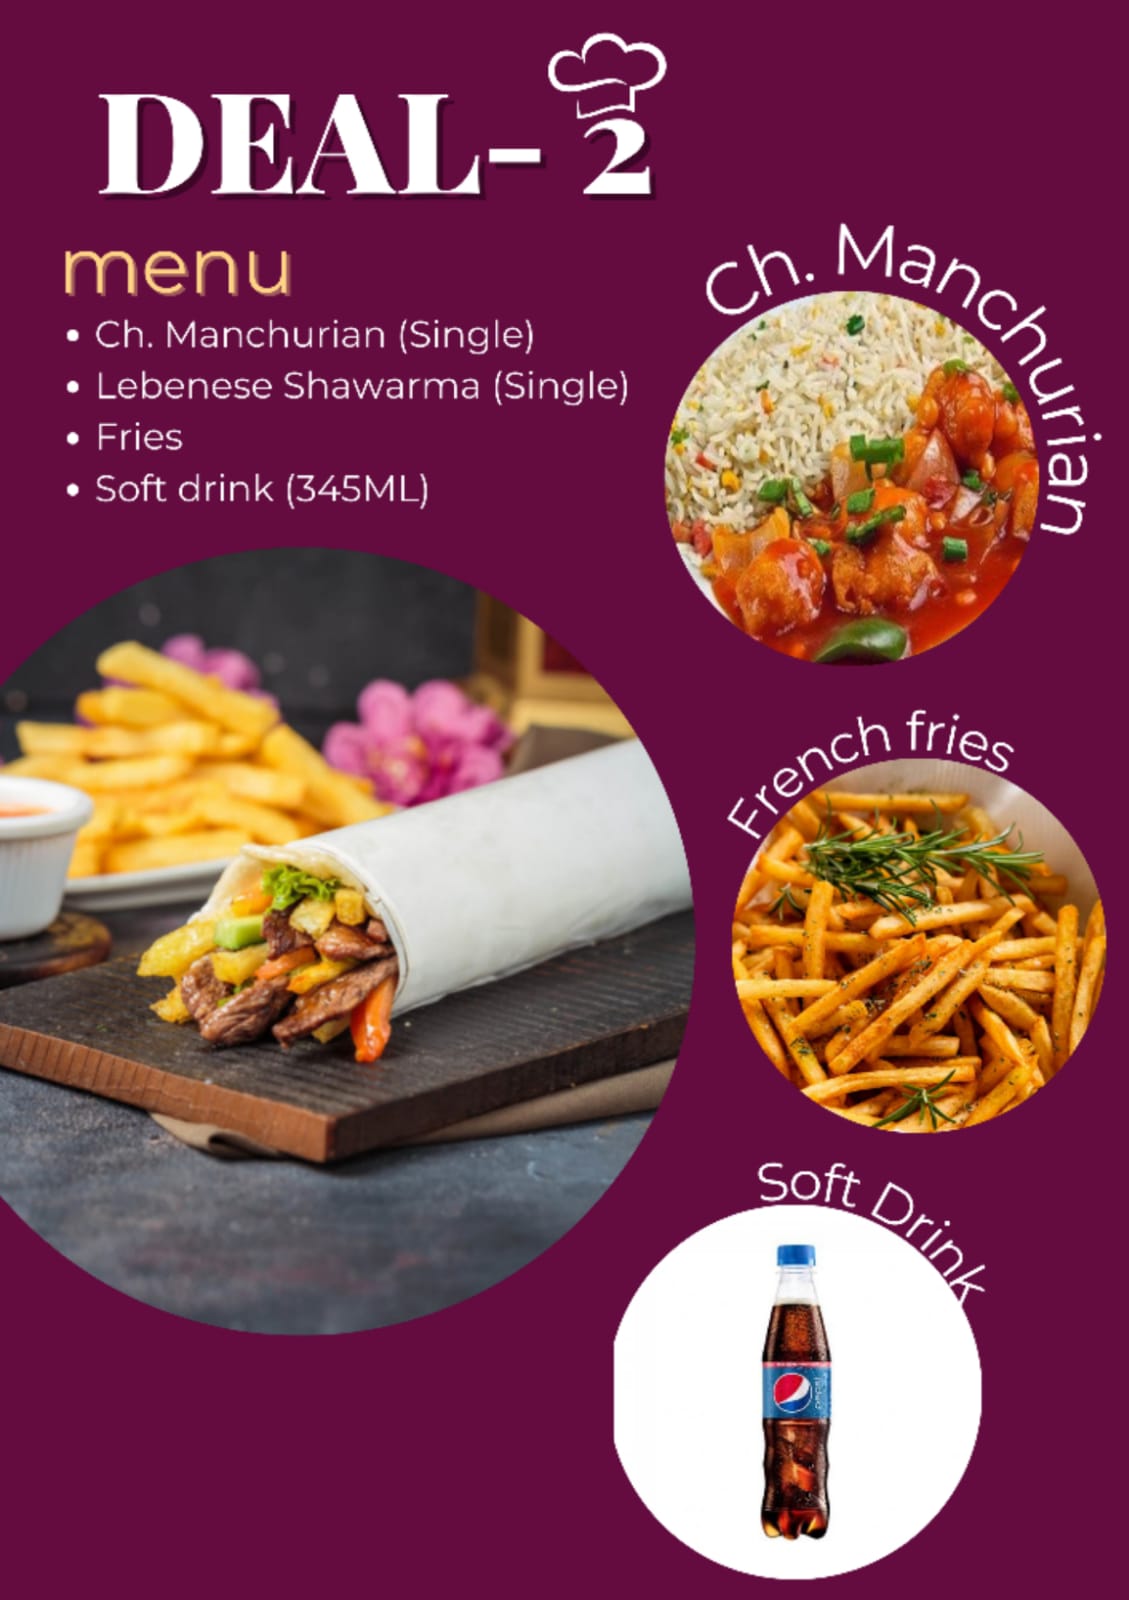 DEAL- 2
menu
• Ch. Manchurian (Single)
• Lebenese Shawarma (Single)
• Fries
• Soft drink (345ML)
Ch. Manchurian
French fries
Soft Drink